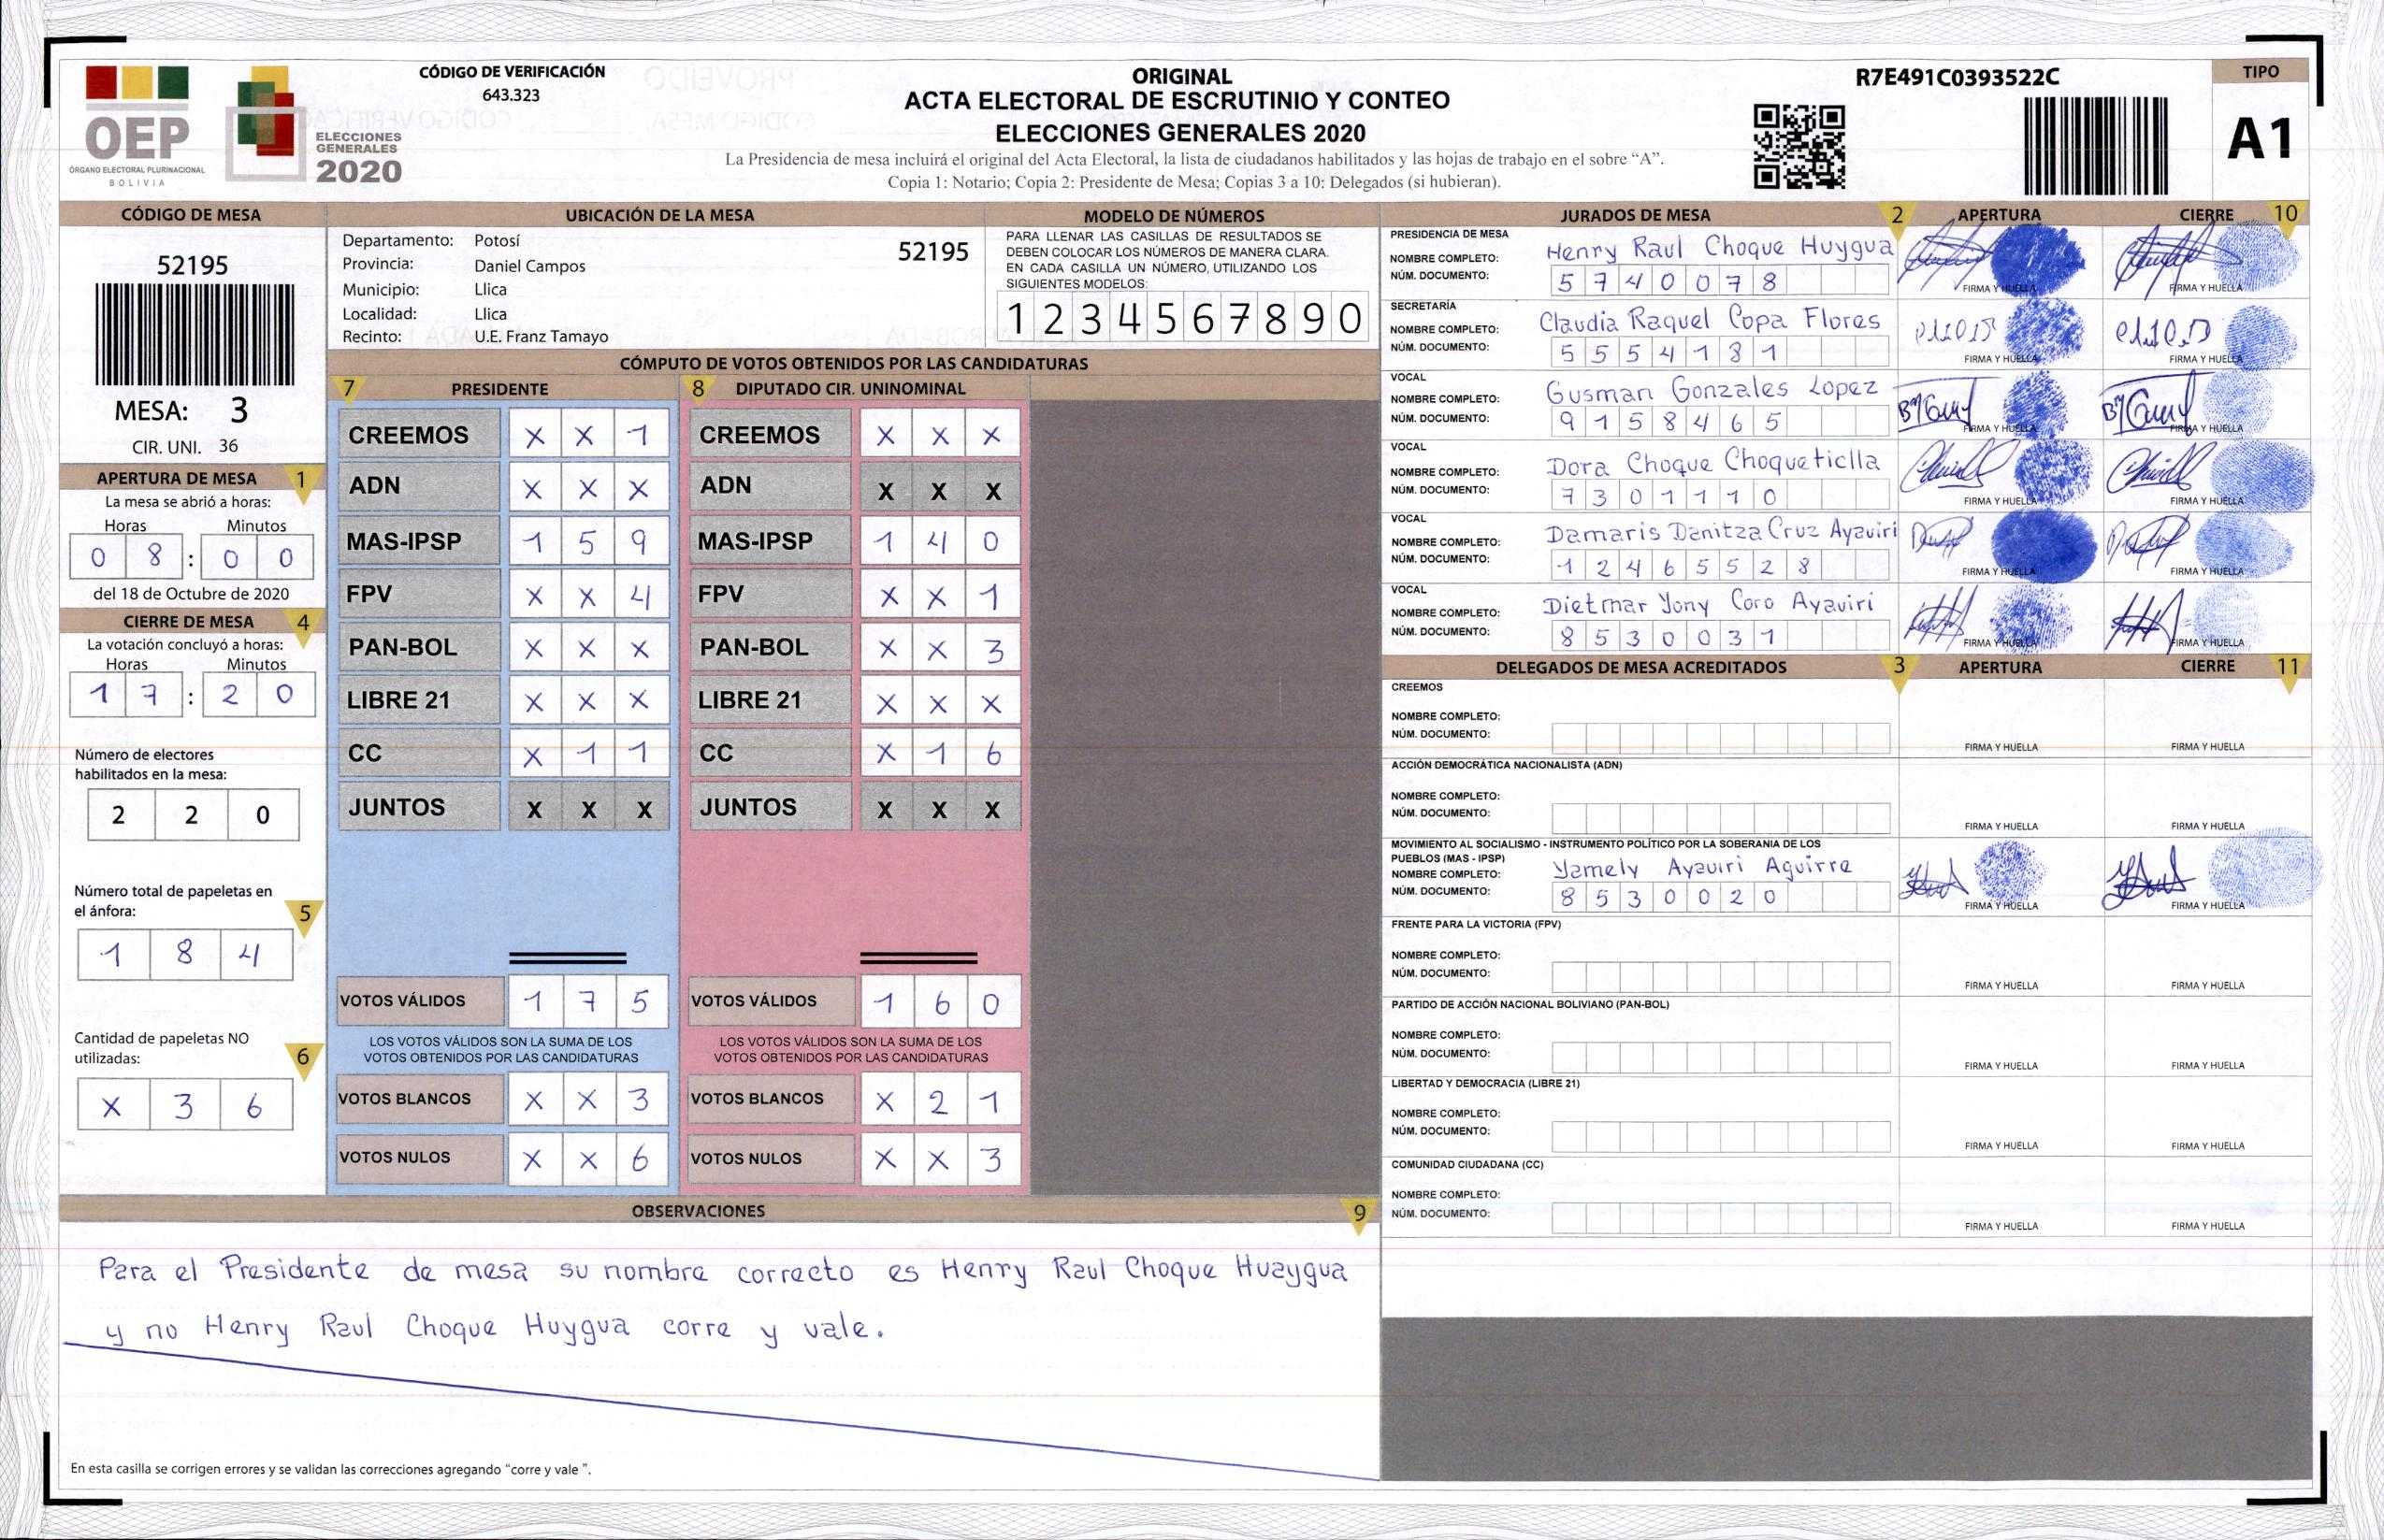 OEP
ÓRGANO ELECTORAL PLURINACIONAL
BOLIVIA
ELECCIONES
GENERALES
2020
CÓDIGO DE VERIFICACIÓN
643.323
ORIGINAL
ACTA ELECTORAL DE ESCRUTINIO Y CONTEO
ELECCIONES GENERALES 2020
La Presidencia de mesa incluirá el original del Acta Electoral, la lista de ciudadanos habilitados y las hojas de trabajo en el sobre “A”.
Copia 1: Notario; Copia 2: Presidente de Mesa; Copias 3 a 10: Delegados (si hubieran).
R7E491C0393522C
TIPO
A1
CÓDIGO DE MESA
52195
MESA: 3
CIR. UNI. 36
APERTURA DE MESA 1
La mesa se abrió a horas:
Horas Minutos
0 8 : 0 0
del 18 de Octubre de 2020
CIERRE DE MESA 4
La votación concluyó a horas:
Horas Minutos
1 7 : 2 0
Número de electores
habilitados en la mesa:
2 2 0
Número total de papeletas en
el ánfora: 5
1 8 4
Cantidad de papeletas NO
utilizadas: 6
X 3 6
UBICACIÓN DE LA MESA
Departamento: Potosí 52195
Provincia: Daniel Campos
Municipio: Llica
Localidad: Llica
Recinto: U.E. Franz Tamayo
MODELO DE NÚMEROS
PARA LLENAR LAS CASILLAS DE RESULTADOS SE
DEBEN COLOCAR LOS NÚMEROS DE MANERA CLARA.
EN CADA CASILLA UN NÚMERO, UTILIZANDO LOS
SIGUIENTES MODELOS:
1 2 3 4 5 6 7 8 9 0
CÓMPUTO DE VOTOS OBTENIDOS POR LAS CANDIDATURAS
7 PRESIDENTE 8 DIPUTADO CIR. UNINOMINAL
CREEMOS X X 1 CREEMOS X X X
ADN X X X ADN X X X
MAS-IPSP 1 5 9 MAS-IPSP 1 4 0
FPV X X 4 FPV X X 1
PAN-BOL X X X PAN-BOL X X 3
LIBRE 21 X X X LIBRE 21 X X X
CC X 1 1 CC X 1 6
JUNTOS X X X JUNTOS X X X
VOTOS VÁLIDOS 1 7 5 VOTOS VÁLIDOS 1 6 0
LOS VOTOS VÁLIDOS SON LA SUMA DE LOS LOS VOTOS VÁLIDOS SON LA SUMA DE LOS
VOTOS OBTENIDOS POR LAS CANDIDATURAS VOTOS OBTENIDOS POR LAS CANDIDATURAS
VOTOS BLANCOS X X 3 VOTOS BLANCOS X 2 1
VOTOS NULOS X X 6 VOTOS NULOS X X 3
OBSERVACIONES 9
Para el Presidente de mesa su nombre correcto es Henry Raul Choque Huaygua
y no Henry Raul Choque Huygua corre y vale.
En esta casilla se corrigen errores y se validan las correcciones agregando “corre y vale ”.
JURADOS DE MESA 2 APERTURA CIERRE 10
PRESIDENCIA DE MESA
NOMBRE COMPLETO: Henry Raul Choque Huygua
NÚM. DOCUMENTO: 5 7 4 0 0 7 8
FIRMA Y HUELLA FIRMA Y HUELLA
SECRETARÍA
NOMBRE COMPLETO: Claudia Raquel Copa Flores
NÚM. DOCUMENTO: 5 5 5 4 1 8 1
FIRMA Y HUELLA FIRMA Y HUELLA
VOCAL
NOMBRE COMPLETO: Gusman Gonzales Lopez
NÚM. DOCUMENTO: 9 1 5 8 4 6 5
FIRMA Y HUELLA FIRMA Y HUELLA
VOCAL
NOMBRE COMPLETO: Dora Choque Choqueticlla
NÚM. DOCUMENTO: 7 3 0 1 1 1 0
FIRMA Y HUELLA FIRMA Y HUELLA
VOCAL
NOMBRE COMPLETO: Damaris Danitza Cruz Ayaviri
NÚM. DOCUMENTO: 1 2 4 6 5 5 2 8
FIRMA Y HUELLA FIRMA Y HUELLA
VOCAL
NOMBRE COMPLETO: Dietmar Yony Coro Ayaviri
NÚM. DOCUMENTO: 8 5 3 0 0 3 1
FIRMA Y HUELLA FIRMA Y HUELLA
DELEGADOS DE MESA ACREDITADOS 3 APERTURA CIERRE 11
CREEMOS
NOMBRE COMPLETO:
NÚM. DOCUMENTO:
FIRMA Y HUELLA FIRMA Y HUELLA
ACCIÓN DEMOCRÁTICA NACIONALISTA (ADN)
NOMBRE COMPLETO:
NÚM. DOCUMENTO:
FIRMA Y HUELLA FIRMA Y HUELLA
MOVIMIENTO AL SOCIALISMO - INSTRUMENTO POLÍTICO POR LA SOBERANIA DE LOS
PUEBLOS (MAS - IPSP)
NOMBRE COMPLETO: Yamely Ayaviri Aguirre
NÚM. DOCUMENTO: 8 5 3 0 0 2 0
FIRMA Y HUELLA FIRMA Y HUELLA
FRENTE PARA LA VICTORIA (FPV)
NOMBRE COMPLETO:
NÚM. DOCUMENTO:
FIRMA Y HUELLA FIRMA Y HUELLA
PARTIDO DE ACCIÓN NACIONAL BOLIVIANO (PAN-BOL)
NOMBRE COMPLETO:
NÚM. DOCUMENTO:
FIRMA Y HUELLA FIRMA Y HUELLA
LIBERTAD Y DEMOCRACIA (LIBRE 21)
NOMBRE COMPLETO:
NÚM. DOCUMENTO:
FIRMA Y HUELLA FIRMA Y HUELLA
COMUNIDAD CIUDADANA (CC)
NOMBRE COMPLETO:
NÚM. DOCUMENTO:
FIRMA Y HUELLA FIRMA Y HUELLA